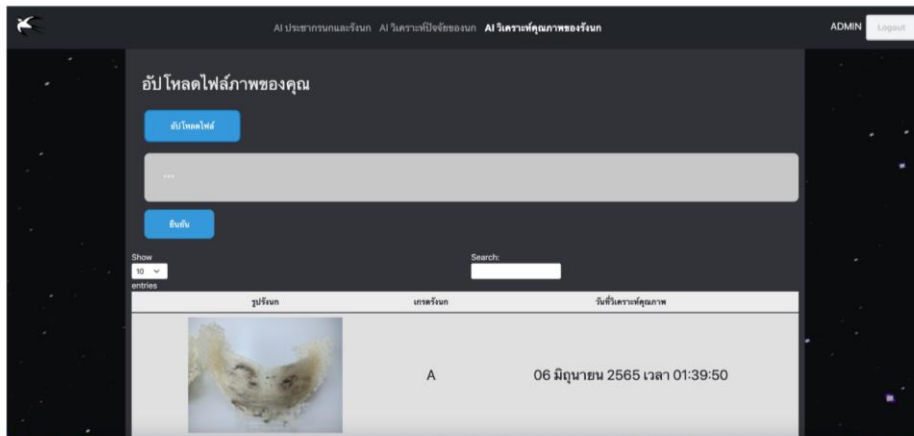 AI ประชากรนกและรังนก AI วิเคราะห์ปัจจัยของนก AI วิเคราะห์คุณภาพของรังนก ADMIN Logout
อัปโหลดไฟล์ภาพของคุณ
อัปโหลดไฟล์
...
ยืนยัน
Show
10
entries
Search:
รูปรังนก เกรดรังนก วันที่วิเคราะห์คุณภาพ
A 06 มิถุนายน 2565 เวลา 01:39:50